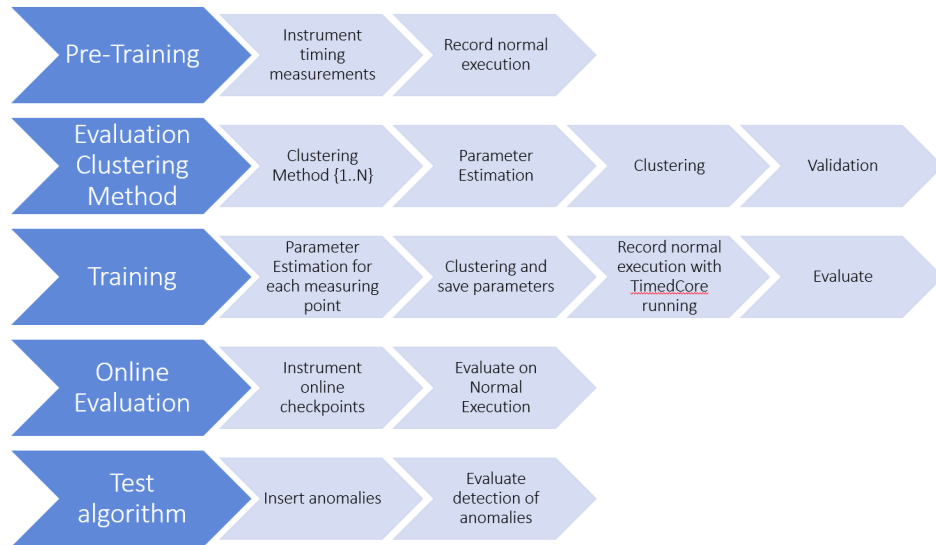 Pre-Training
Instrument
timing
measurements
Record normal
execution
Evaluation
Clustering
Method
Clustering
Method {1..N}
Parameter
Estimation
Clustering
Validation
Training
Parameter
Estimation for
each measuring
point
Clustering and
save parameters
Record normal
execution with
TimedCore
running
Evaluate
Online
Evaluation
Instrument
online
checkpoints
Evaluate on
Normal
Execution
Test
algorithm
Insert anomalies
Evaluate
detection of
anomalies